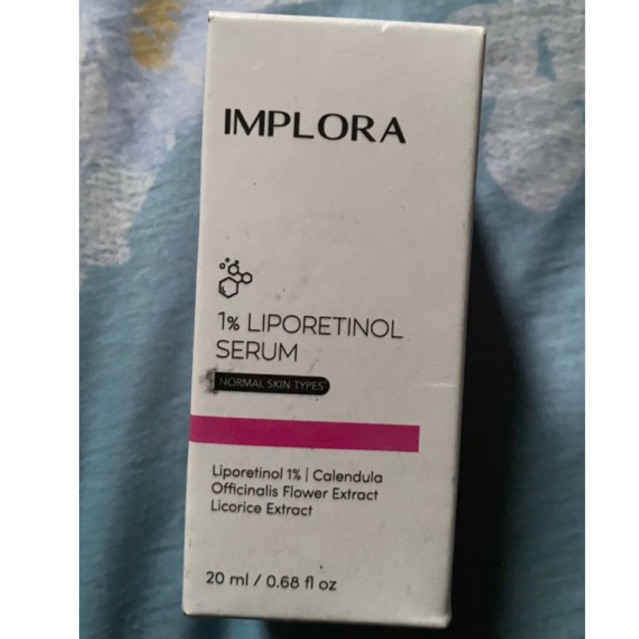 IMPLORA
1% LIPORETINOL
SERUM
NORMAL SKIN TYPES
Liporetinol 1% | Calendula
Officinalis Flower Extract
Licorice Extract
20 ml / 0.68 fl oz